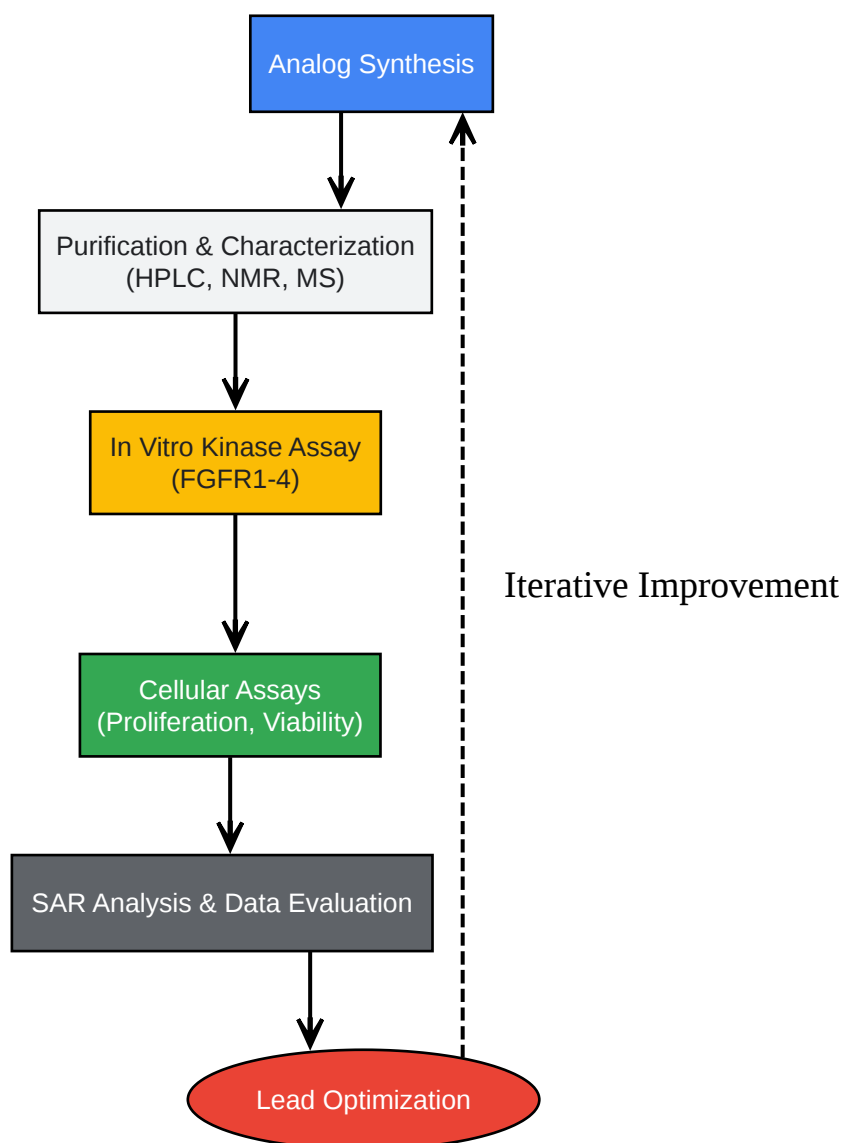 Analog Synthesis
Purification & Characterization
(HPLC, NMR, MS)
In Vitro Kinase Assay
(FGFR1-4)
Iterative Improvement
Cellular Assays
(Proliferation, Viability)
SAR Analysis & Data Evaluation
Lead Optimization